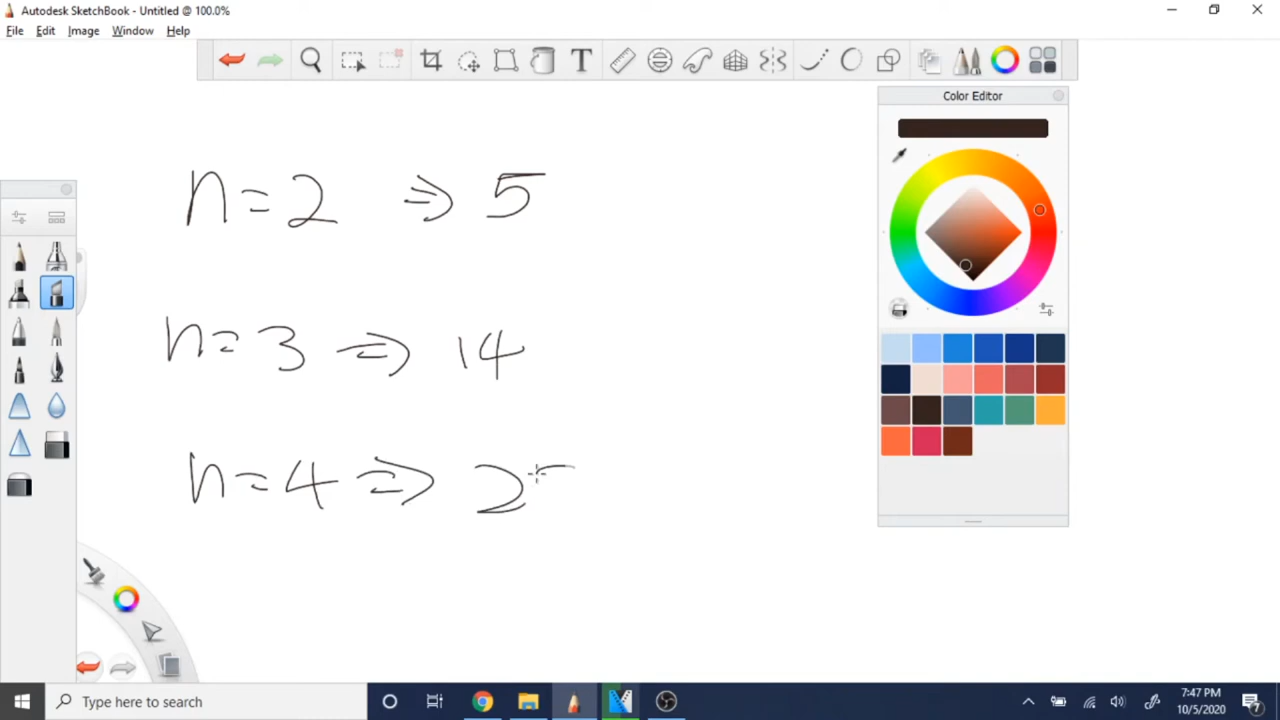 Autodesk SketchBook - Untitled @ 100.0%
File Edit Image Window Help
T
Color Editor
n=2 ⇒ 5
n=3 ⇒ 14
n=4 ⇒ 2
Type here to search
7:47 PM
10/5/2020
7